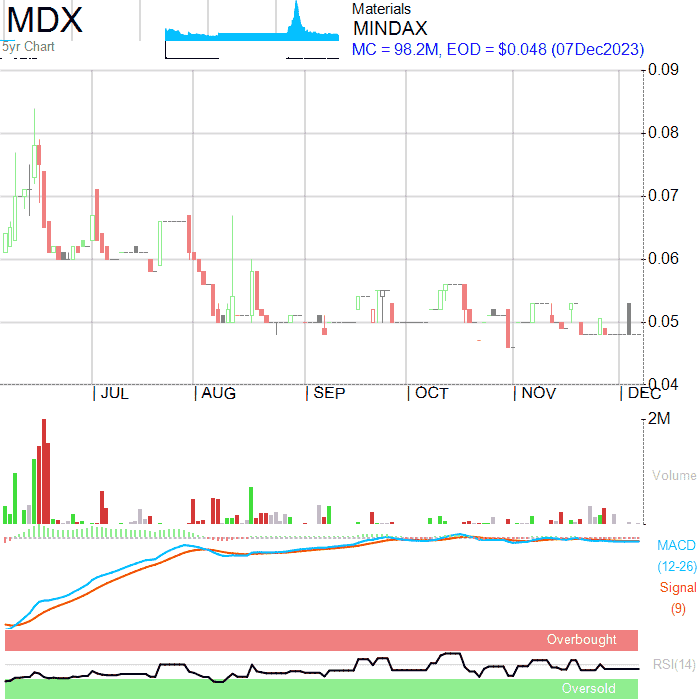 MDX
5yr Chart
Materials
MINDAX
MC = 98.2M, EOD = $0.048 (07Dec2023)
0.09
0.08
0.07
0.06
0.05
0.04
JUL AUG SEP OCT NOV DEC
2M
Volume
MACD
(12-26)
Signal
(9)
Overbought
RSI(14)
Oversold